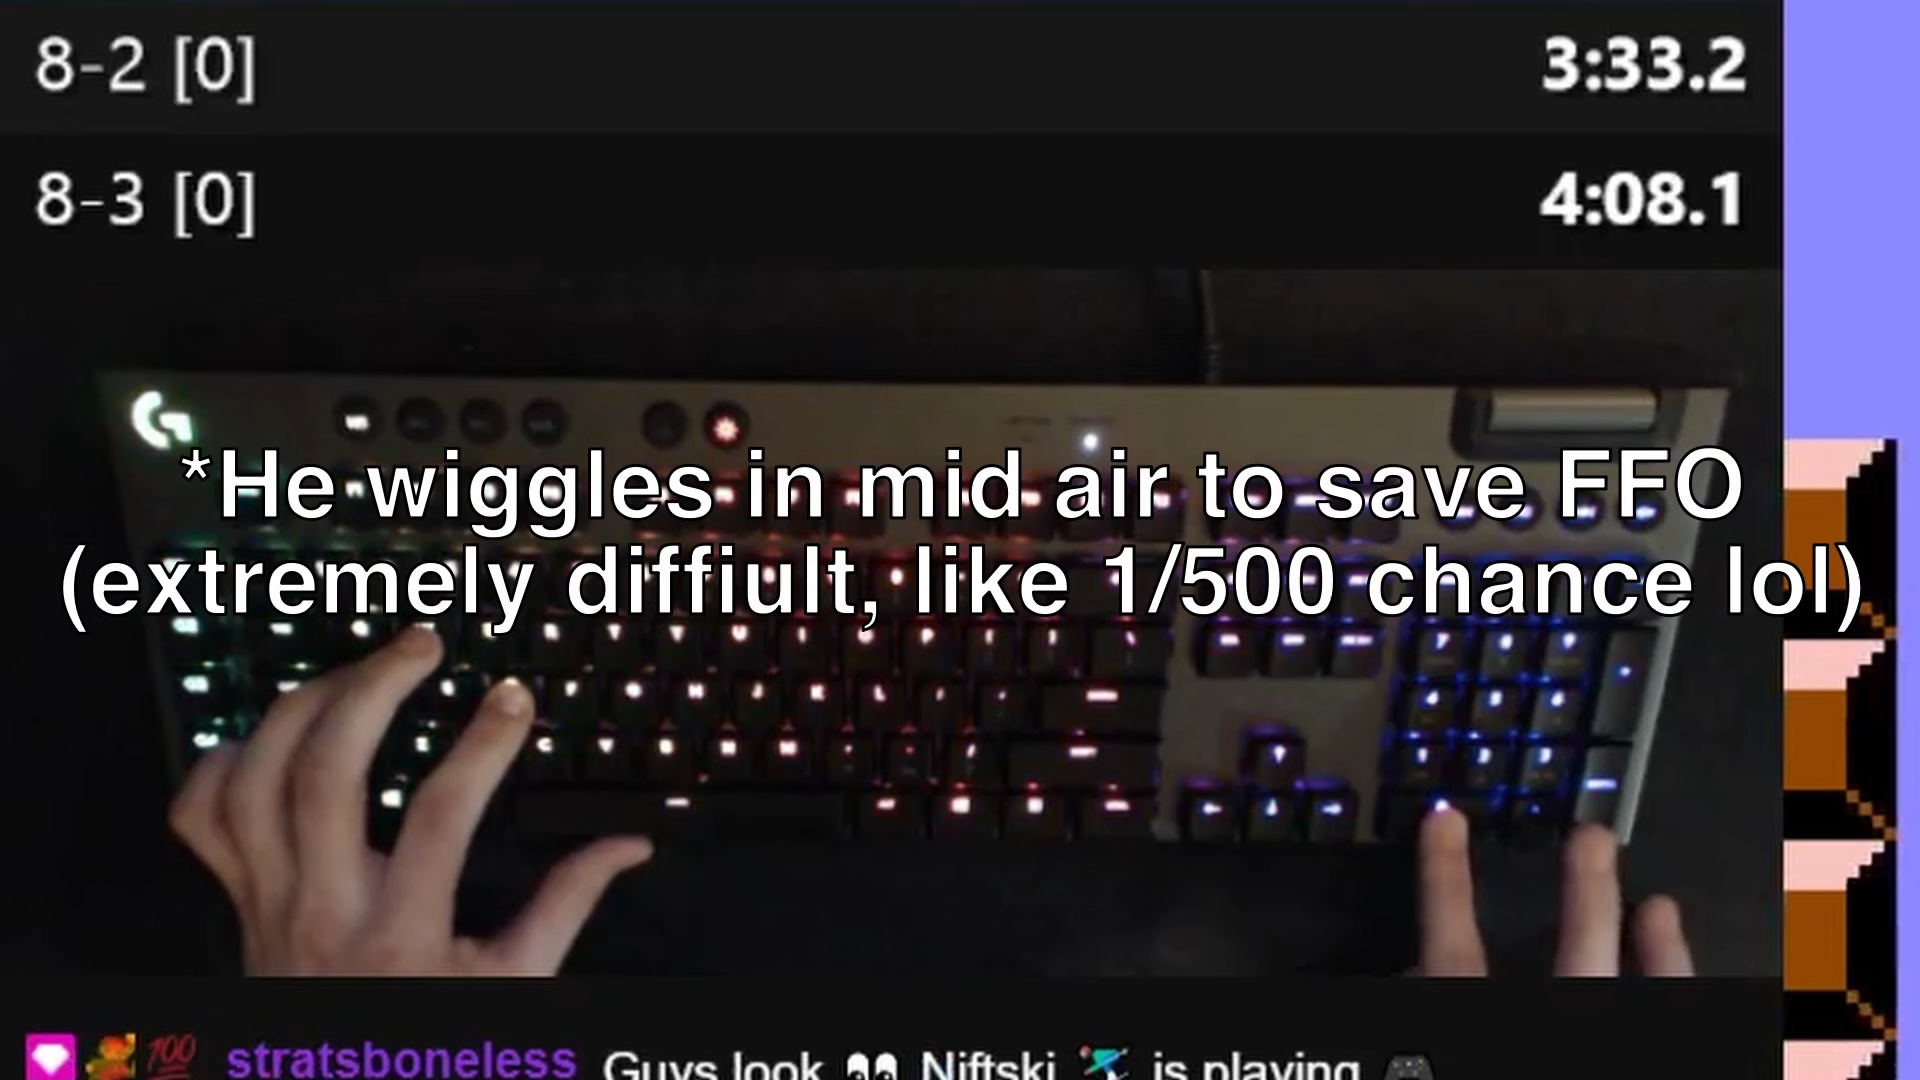 8-2 [0] 3:33.2
8-3 [0] 4:08.1
*He wiggles in mid air to save FFO
(extremely diffiult, like 1/500 chance lol)
stratsboneless Guys look 👀 Niftski is playing 🎮